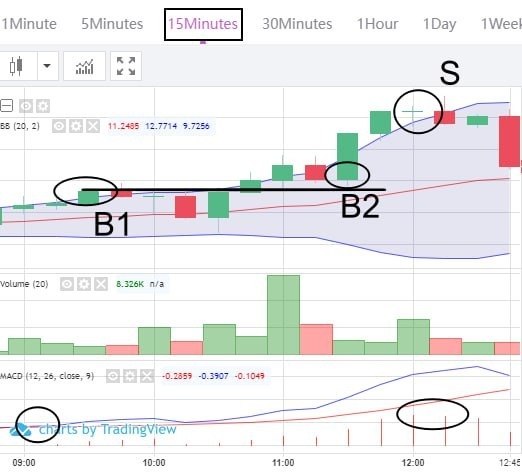 1Minute 5Minutes 15Minutes 30Minutes 1Hour 1Day 1Week
S
BB (20, 2) 11.2485 12.7714 9.7256
B1
B2
Volume (20) 8.326K n/a
MACD (12, 26, close, 9) -0.2859 -0.3907 -0.1049
charts by TradingView
09:00 10:00 11:00 12:00 12:45